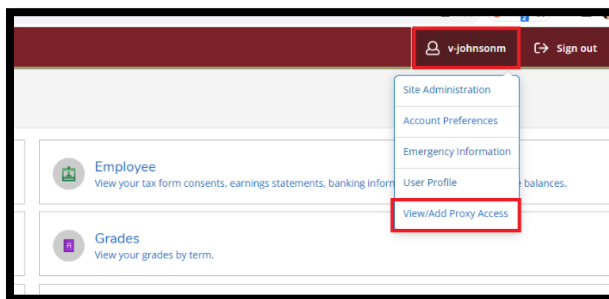 v-johnsonm
Sign out
Site Administration
Account Preferences
Emergency Information
User Profile
View/Add Proxy Access
Employee
View your tax form consents, earnings statements, banking inform balances.
Grades
View your grades by term.